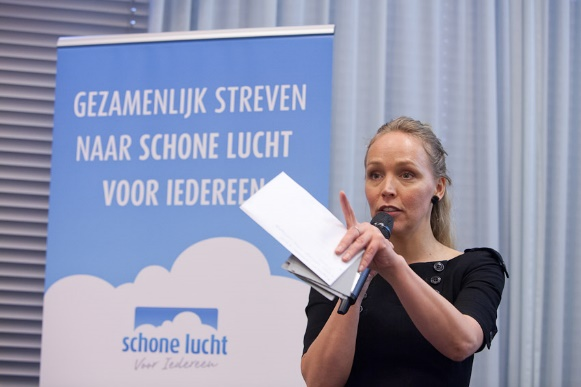 GEZAMENLIJK STREVEN
NAAR SCHONE LUCHT
VOOR IEDEREEN
schone lucht
Voor Iedereen